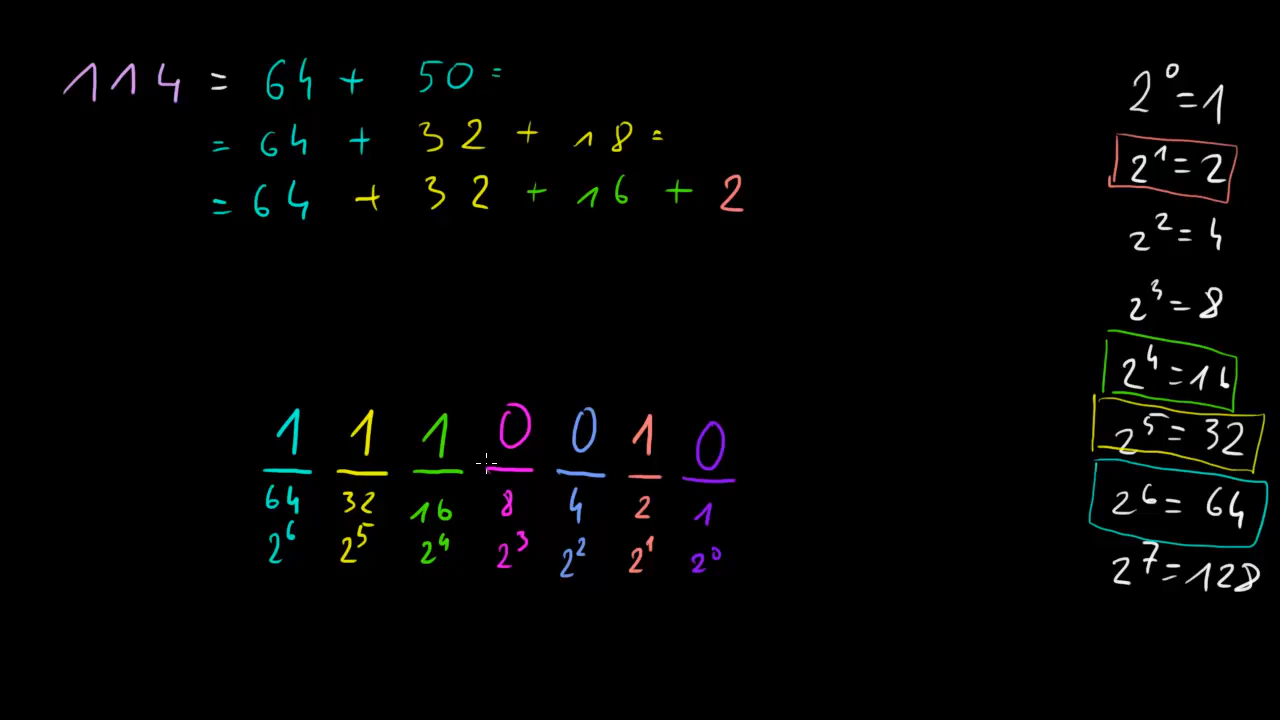 114 = 64 + 50 =
= 64 + 32 + 18 =
= 64 + 32 + 16 + 2
1 1 1 0 0 1 0
64 32 16 8 4 2 1
2⁶ 2⁵ 2⁴ 2³ 2² 2¹ 2⁰
2⁰ = 1
2¹ = 2
2² = 4
2³ = 8
2⁴ = 16
2⁵ = 32
2⁶ = 64
2⁷ = 128